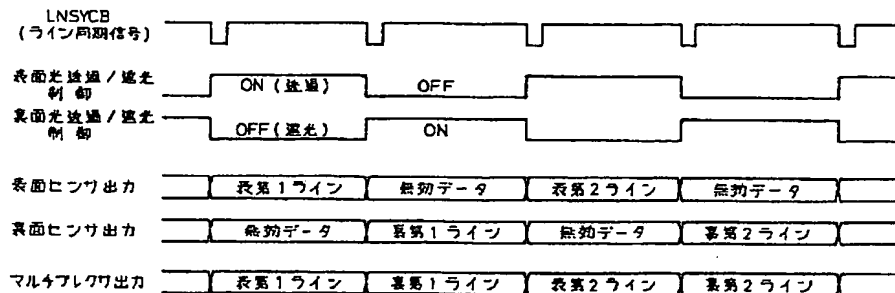 LNSYCB
(ライン同期信号)
表面光透過/遮光
制御
ON(透過) OFF
裏面光透過/遮光
制御
OFF(遮光) ON
表面センサ出力 表第1ライン 無効データ 表第2ライン 無効データ
裏面センサ出力 無効データ 裏第1ライン 無効データ 裏第2ライン
マルチプレクサ出力 表第1ライン 裏第1ライン 表第2ライン 裏第2ライン